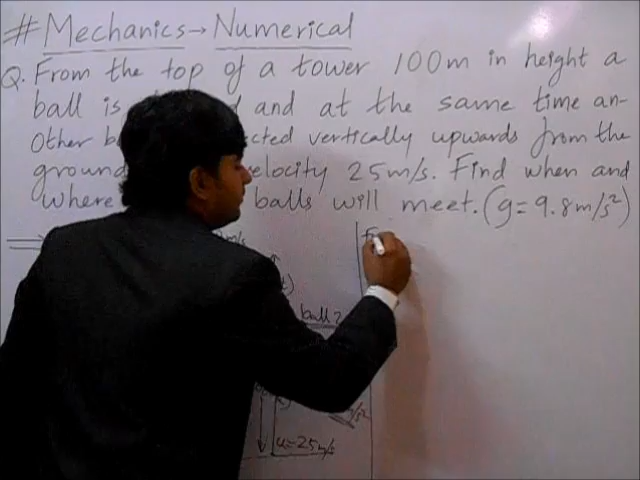 # Mechanics → Numerical
Q. From the top of a tower 100m in height a
ball is and at the same time an-
Other b ected vertically upwards from the
ground elocity 25m/s. Find when and
where balls will meet. (g = 9.8m/s²)
m/s
t)
ball 2
m/s²
u=25m/s